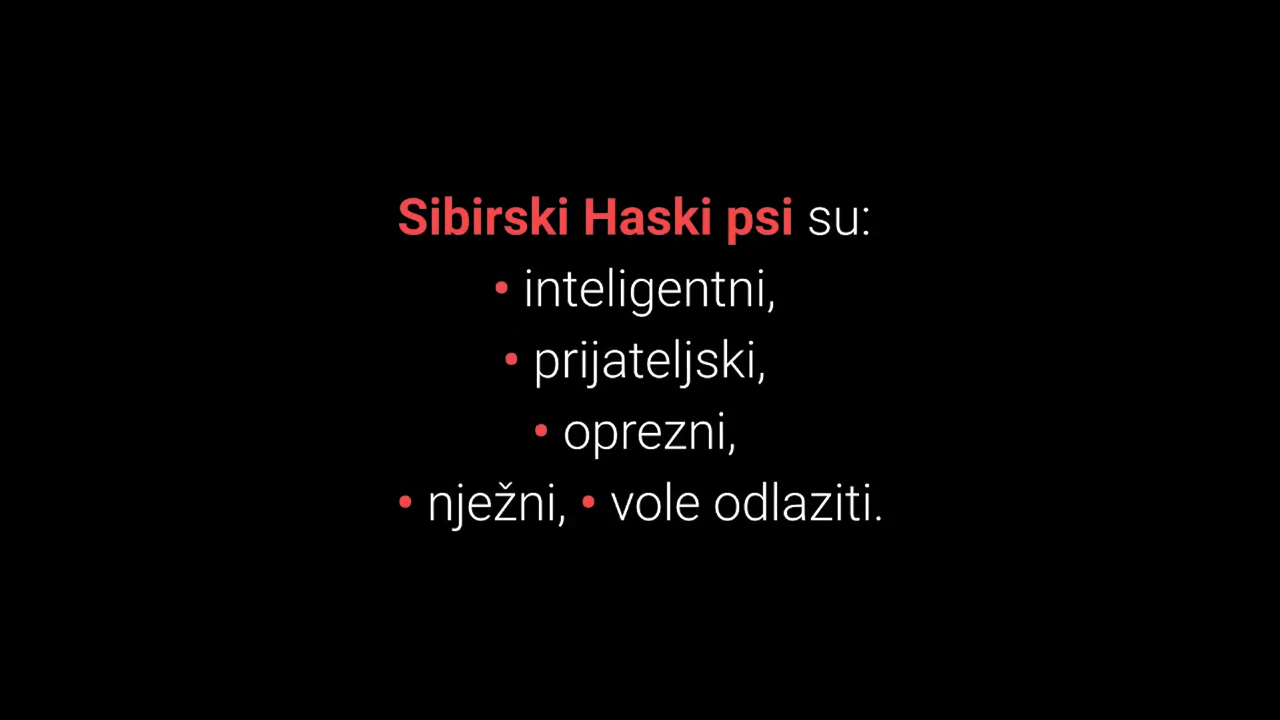 Sibirski Haski psi su:
• inteligentni,
• prijateljski,
• oprezni,
• nježni, • vole odlaziti.